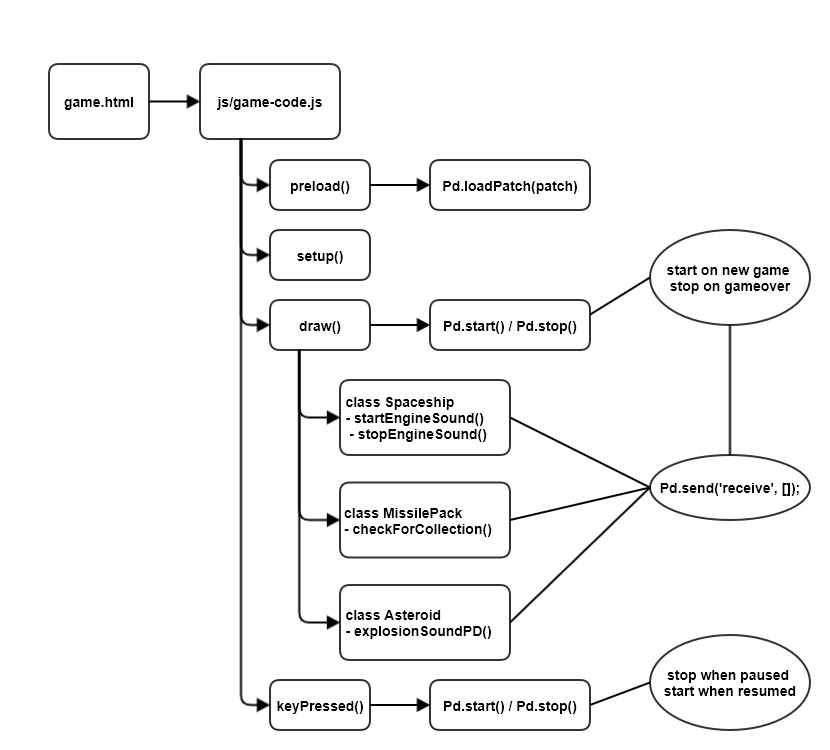 game.html
js/game-code.js
preload()
Pd.loadPatch(patch)
setup()
start on new game
stop on gameover
draw()
Pd.start() / Pd.stop()
class Spaceship
- startEngineSound()
- stopEngineSound()
Pd.send('receive', []);
class MissilePack
- checkForCollection()
class Asteroid
- explosionSoundPD()
stop when paused
start when resumed
keyPressed()
Pd.start() / Pd.stop()